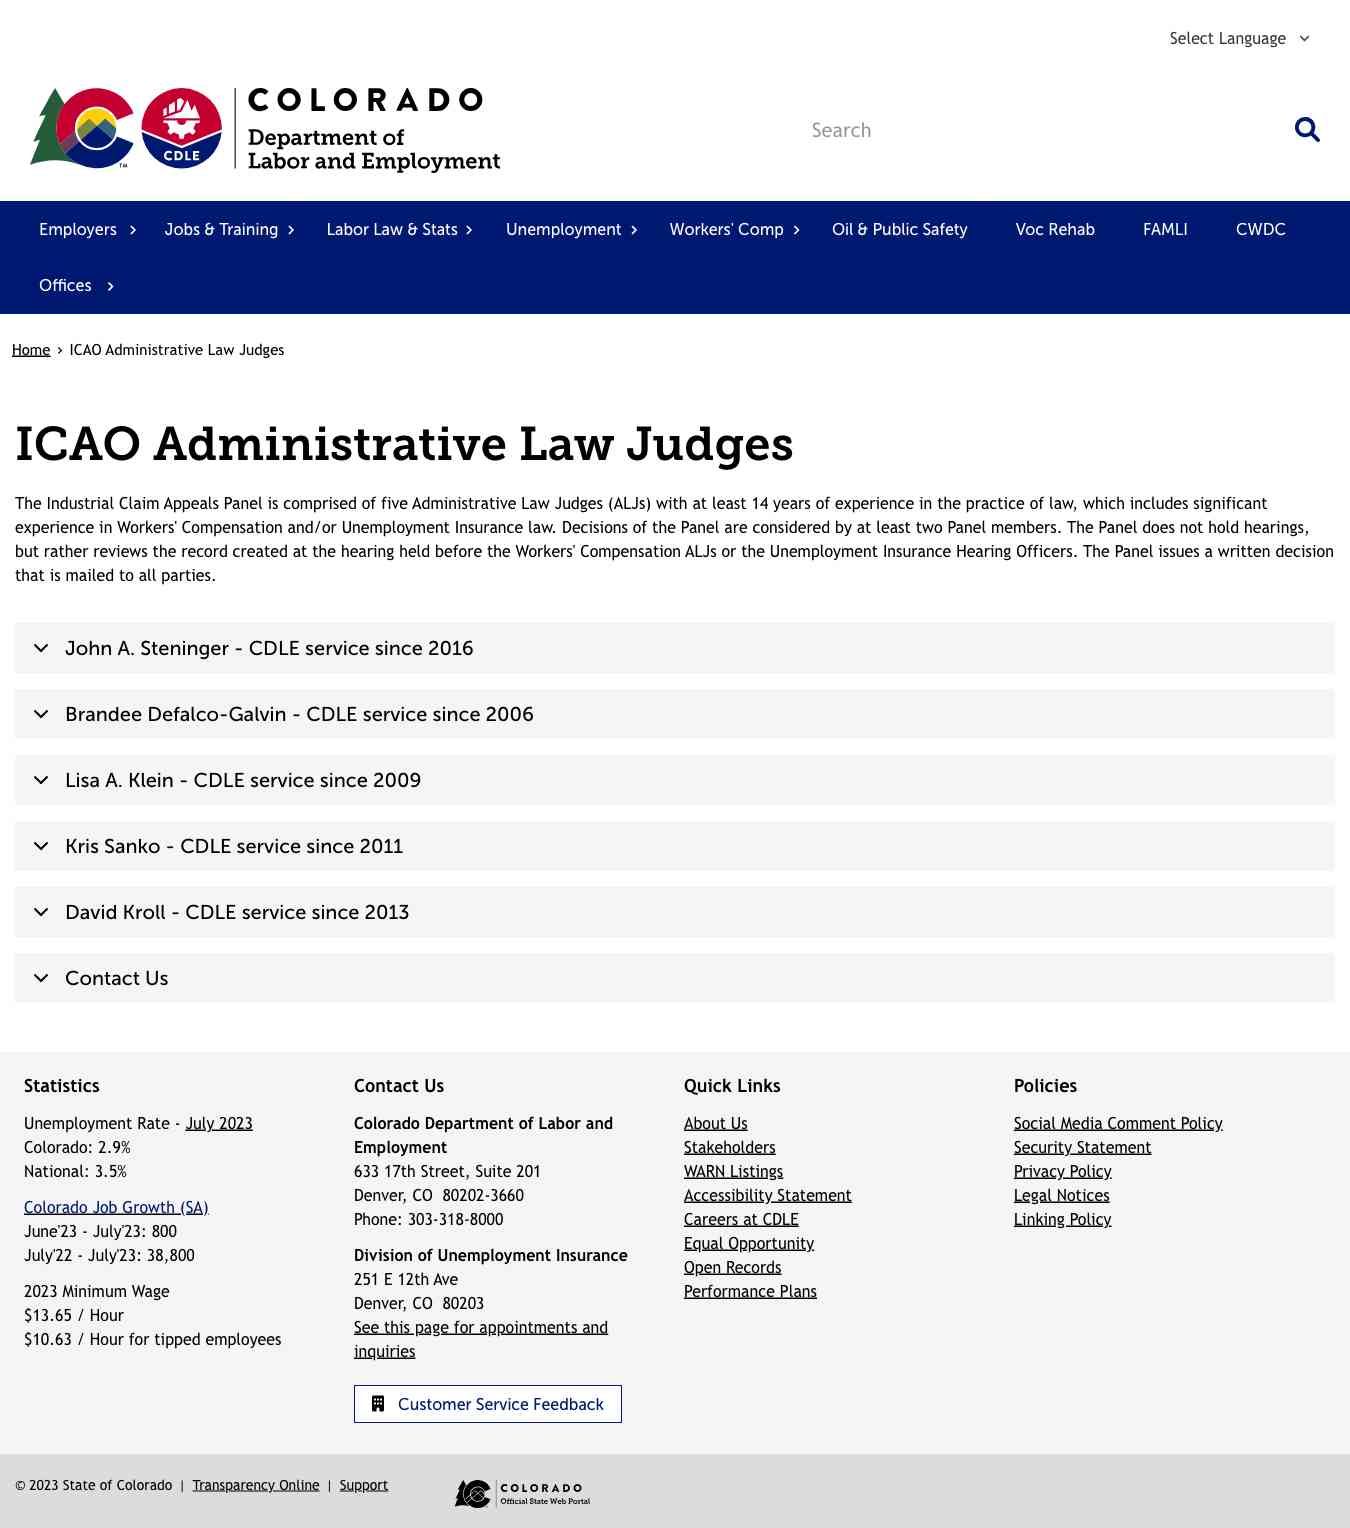 Select Language
COLORADO
Department of
Labor and Employment
CDLE
TM
Search
Employers Jobs & Training Labor Law & Stats Unemployment Workers' Comp Oil & Public Safety Voc Rehab FAMLI CWDC
Offices
Home › ICAO Administrative Law Judges
ICAO Administrative Law Judges
The Industrial Claim Appeals Panel is comprised of five Administrative Law Judges (ALJs) with at least 14 years of experience in the practice of law, which includes significant
experience in Workers' Compensation and/or Unemployment Insurance law. Decisions of the Panel are considered by at least two Panel members. The Panel does not hold hearings,
but rather reviews the record created at the hearing held before the Workers' Compensation ALJs or the Unemployment Insurance Hearing Officers. The Panel issues a written decision
that is mailed to all parties.
John A. Steninger - CDLE service since 2016
Brandee Defalco-Galvin - CDLE service since 2006
Lisa A. Klein - CDLE service since 2009
Kris Sanko - CDLE service since 2011
David Kroll - CDLE service since 2013
Contact Us
Statistics
Unemployment Rate - July 2023
Colorado: 2.9%
National: 3.5%
Colorado Job Growth (SA)
June'23 - July'23: 800
July'22 - July'23: 38,800
2023 Minimum Wage
$13.65 / Hour
$10.63 / Hour for tipped employees
Contact Us
Colorado Department of Labor and
Employment
633 17th Street, Suite 201
Denver, CO 80202-3660
Phone: 303-318-8000
Division of Unemployment Insurance
251 E 12th Ave
Denver, CO 80203
See this page for appointments and
inquiries
Customer Service Feedback
Quick Links
About Us
Stakeholders
WARN Listings
Accessibility Statement
Careers at CDLE
Equal Opportunity
Open Records
Performance Plans
Policies
Social Media Comment Policy
Security Statement
Privacy Policy
Legal Notices
Linking Policy
© 2023 State of Colorado | Transparency Online | Support
COLORADO
Official State Web Portal